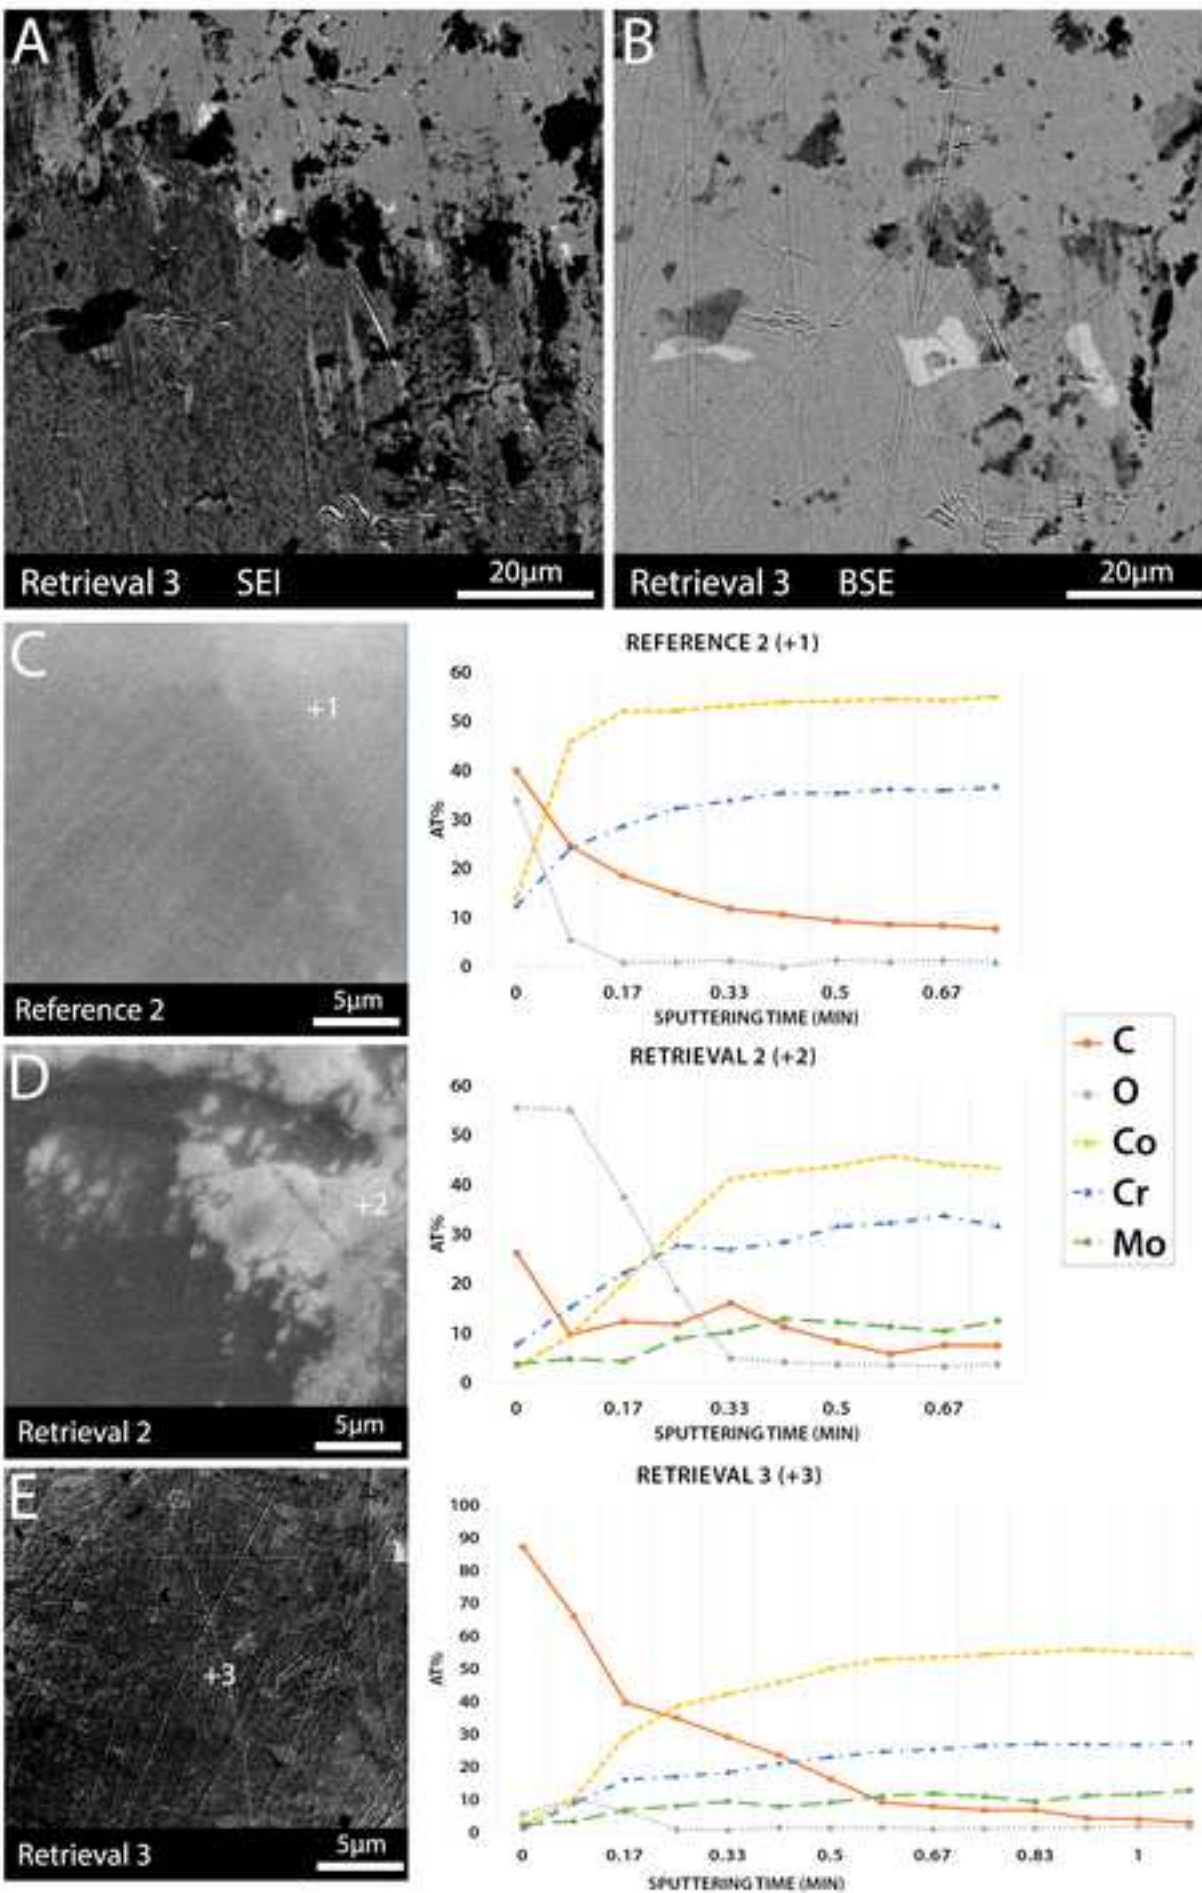 A
B
Retrieval 3 SEI 20µm
Retrieval 3 BSE 20µm
C
+1
Reference 2 5µm
REFERENCE 2 (+1)
60
50
40
30
20
10
0
AT%
0 0.17 0.33 0.5 0.67
SPUTTERING TIME (MIN)
D
+2
Retrieval 2 5µm
RETRIEVAL 2 (+2)
60
50
40
30
20
10
0
AT%
0 0.17 0.33 0.5 0.67
SPUTTERING TIME (MIN)
C
O
Co
Cr
Mo
E
+3
Retrieval 3 5µm
RETRIEVAL 3 (+3)
100
90
80
70
60
50
40
30
20
10
0
AT%
0 0.17 0.33 0.5 0.67 0.83 1
SPUTTERING TIME (MIN)